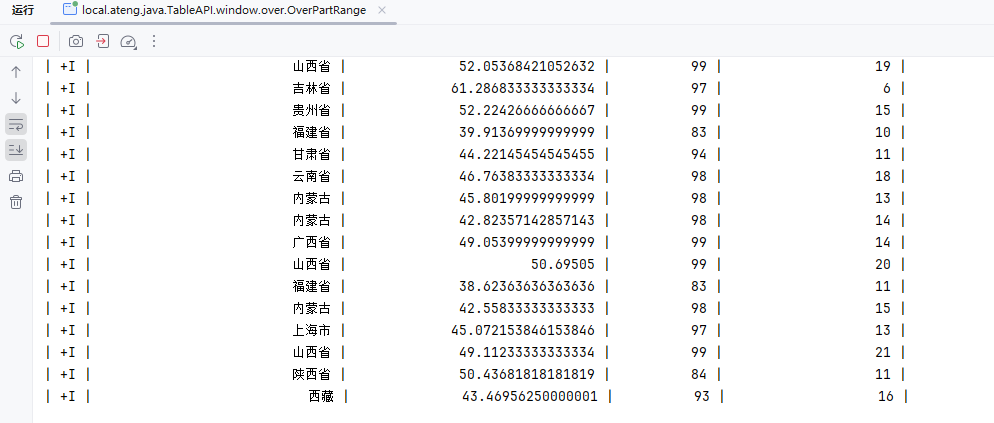 运行 local.ateng.java.TableAPI.window.over.OverPartRange ×
| +I | 山西省 | 52.05368421052632 | 99 | 19 |
| +I | 吉林省 | 61.286833333333334 | 97 | 6 |
| +I | 贵州省 | 52.22426666666667 | 99 | 15 |
| +I | 福建省 | 39.91369999999999 | 83 | 10 |
| +I | 甘肃省 | 44.22145454545455 | 94 | 11 |
| +I | 云南省 | 46.76383333333334 | 98 | 18 |
| +I | 内蒙古 | 45.80199999999999 | 98 | 13 |
| +I | 内蒙古 | 42.82357142857143 | 98 | 14 |
| +I | 广西省 | 49.05399999999999 | 99 | 14 |
| +I | 山西省 | 50.69505 | 99 | 20 |
| +I | 福建省 | 38.62363636363636 | 83 | 11 |
| +I | 内蒙古 | 42.55833333333333 | 98 | 15 |
| +I | 上海市 | 45.072153846153846 | 97 | 13 |
| +I | 山西省 | 49.11233333333334 | 99 | 21 |
| +I | 陕西省 | 50.43681818181819 | 84 | 11 |
| +I | 西藏 | 43.46956250000001 | 93 | 16 |